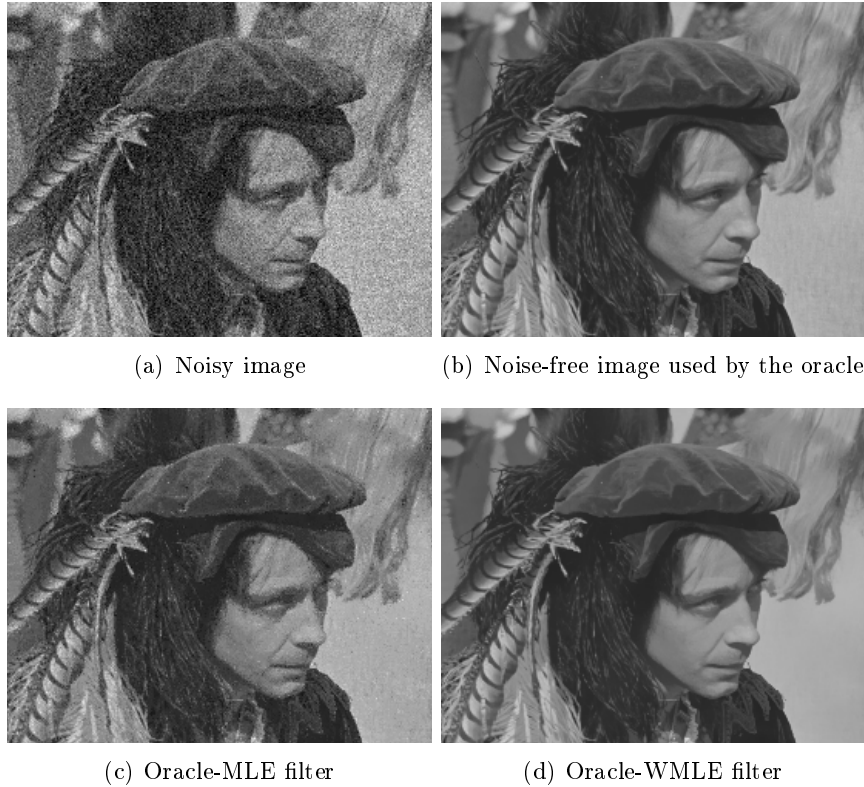 (a) Noisy image
(b) Noise-free image used by the oracle
(c) Oracle-MLE filter
(d) Oracle-WMLE filter